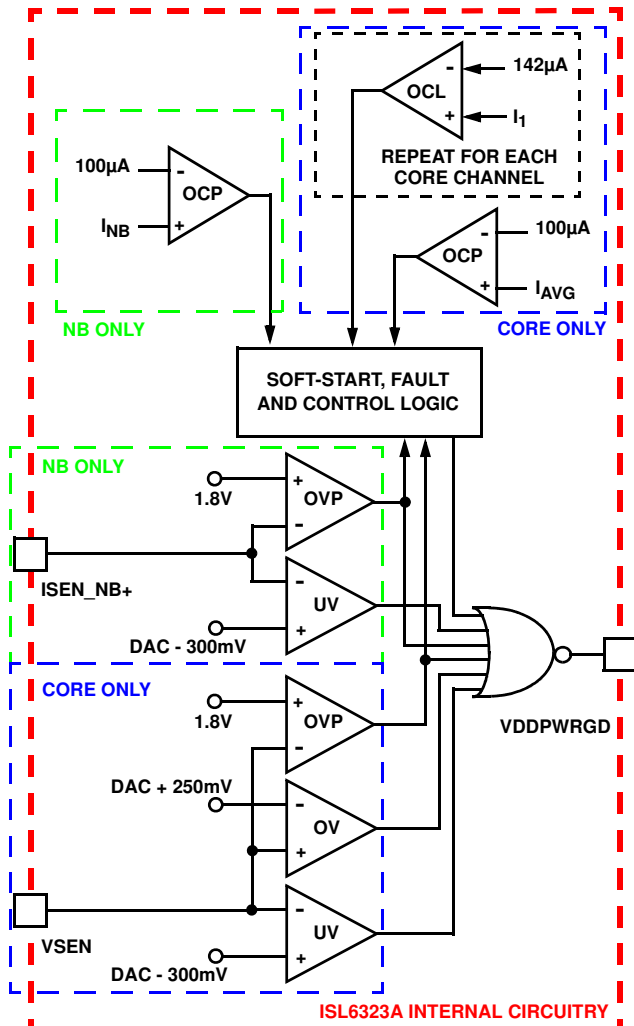 -
142µA
OCL
+
I1
REPEAT FOR EACH
CORE CHANNEL
100µA
-
OCP
INB
+
-
100µA
OCP
+
IAVG
NB ONLY
CORE ONLY
SOFT-START, FAULT
AND CONTROL LOGIC
NB ONLY
+
1.8V
OVP
-
ISEN_NB+
-
UV
+
DAC - 300mV
CORE ONLY
+
1.8V
OVP
-
VDDPWRGD
DAC + 250mV
-
OV
+
-
UV
VSEN
+
DAC - 300mV
ISL6323A INTERNAL CIRCUITRY